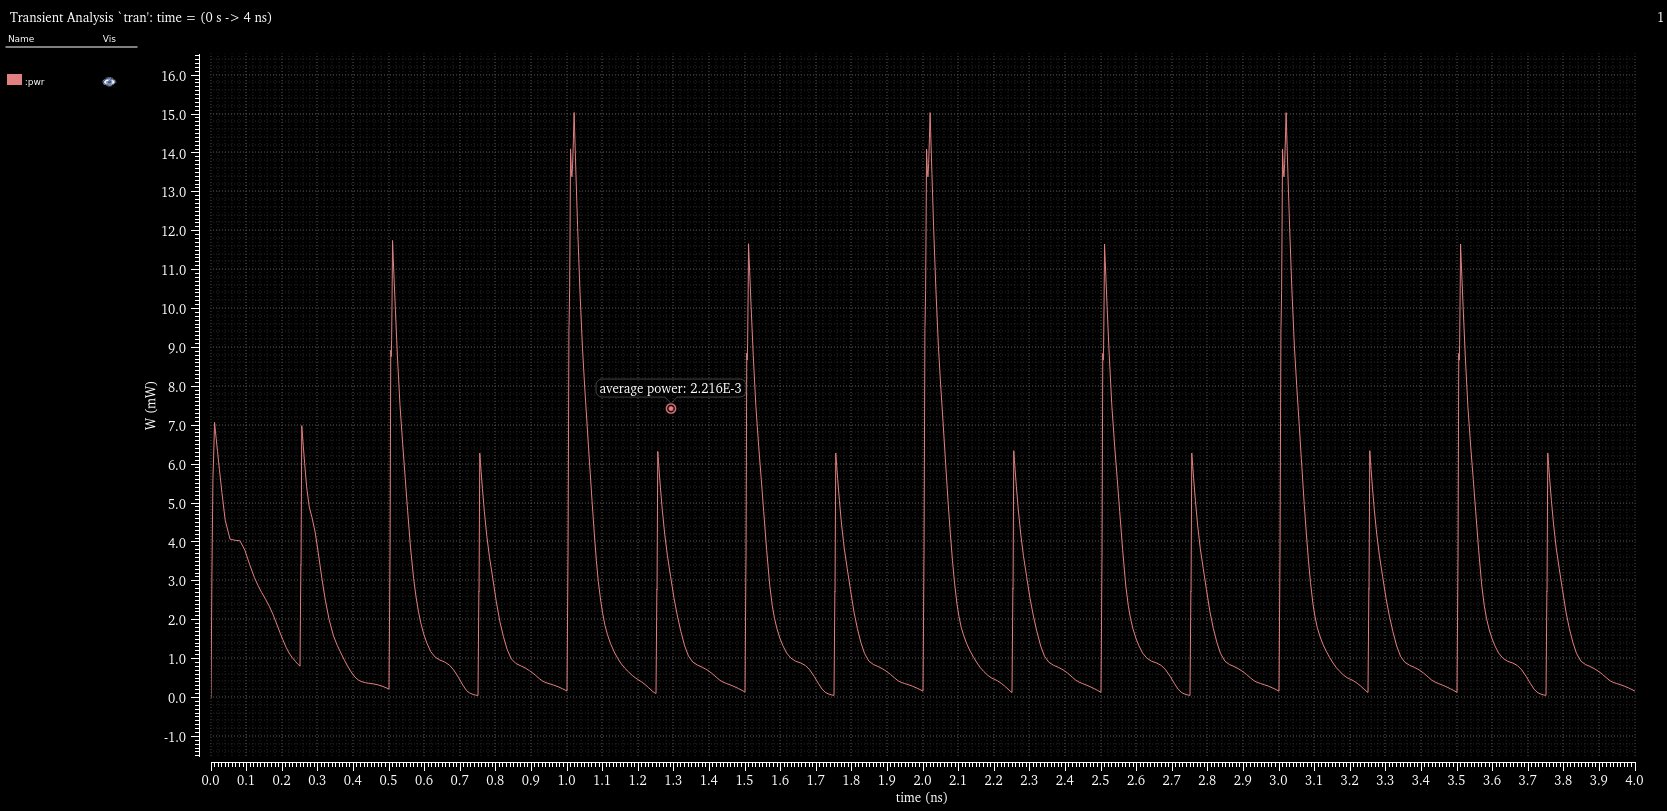 Transient Analysis `tran': time = (0 s -> 4 ns)
1
Name Vis
:pwr
16.0
15.0
14.0
13.0
12.0
11.0
10.0
9.0
8.0
7.0
6.0
5.0
4.0
3.0
2.0
1.0
0.0
-1.0
W (mW)
average power: 2.216E-3
0.0 0.1 0.2 0.3 0.4 0.5 0.6 0.7 0.8 0.9 1.0 1.1 1.2 1.3 1.4 1.5 1.6 1.7 1.8 1.9 2.0 2.1 2.2 2.3 2.4 2.5 2.6 2.7 2.8 2.9 3.0 3.1 3.2 3.3 3.4 3.5 3.6 3.7 3.8 3.9 4.0
time (ns)